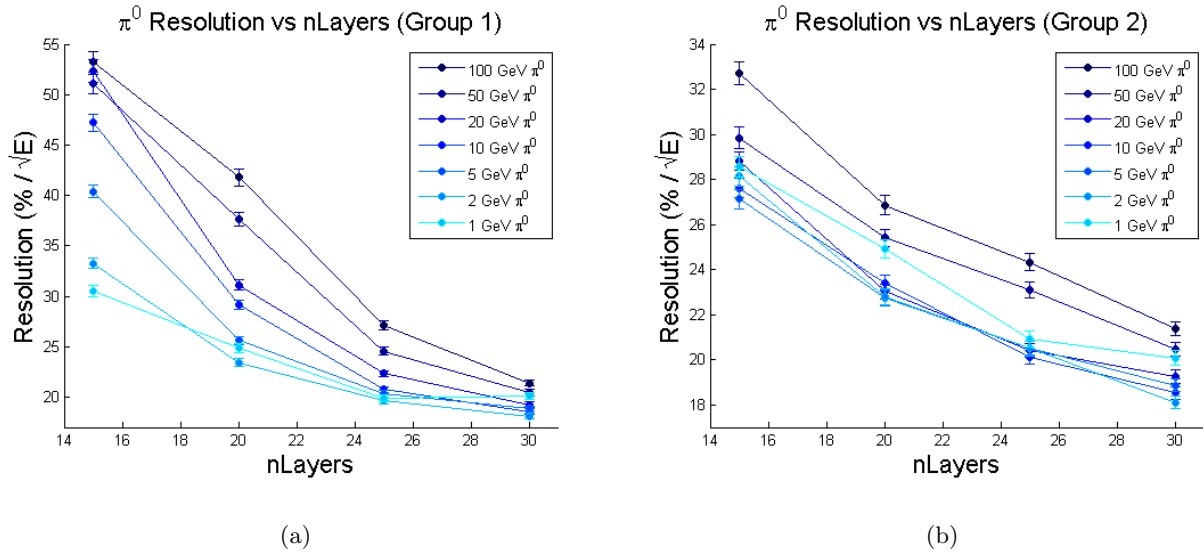 π⁰ Resolution vs nLayers (Group 1)
55
50
45
40
35
30
25
20
Resolution (% / √E)
14 16 18 20 22 24 26 28 30
nLayers
100 GeV π⁰
50 GeV π⁰
20 GeV π⁰
10 GeV π⁰
5 GeV π⁰
2 GeV π⁰
1 GeV π⁰
(a)
π⁰ Resolution vs nLayers (Group 2)
34
32
30
28
26
24
22
20
18
Resolution (% / √E)
14 16 18 20 22 24 26 28 30
nLayers
100 GeV π⁰
50 GeV π⁰
20 GeV π⁰
10 GeV π⁰
5 GeV π⁰
2 GeV π⁰
1 GeV π⁰
(b)